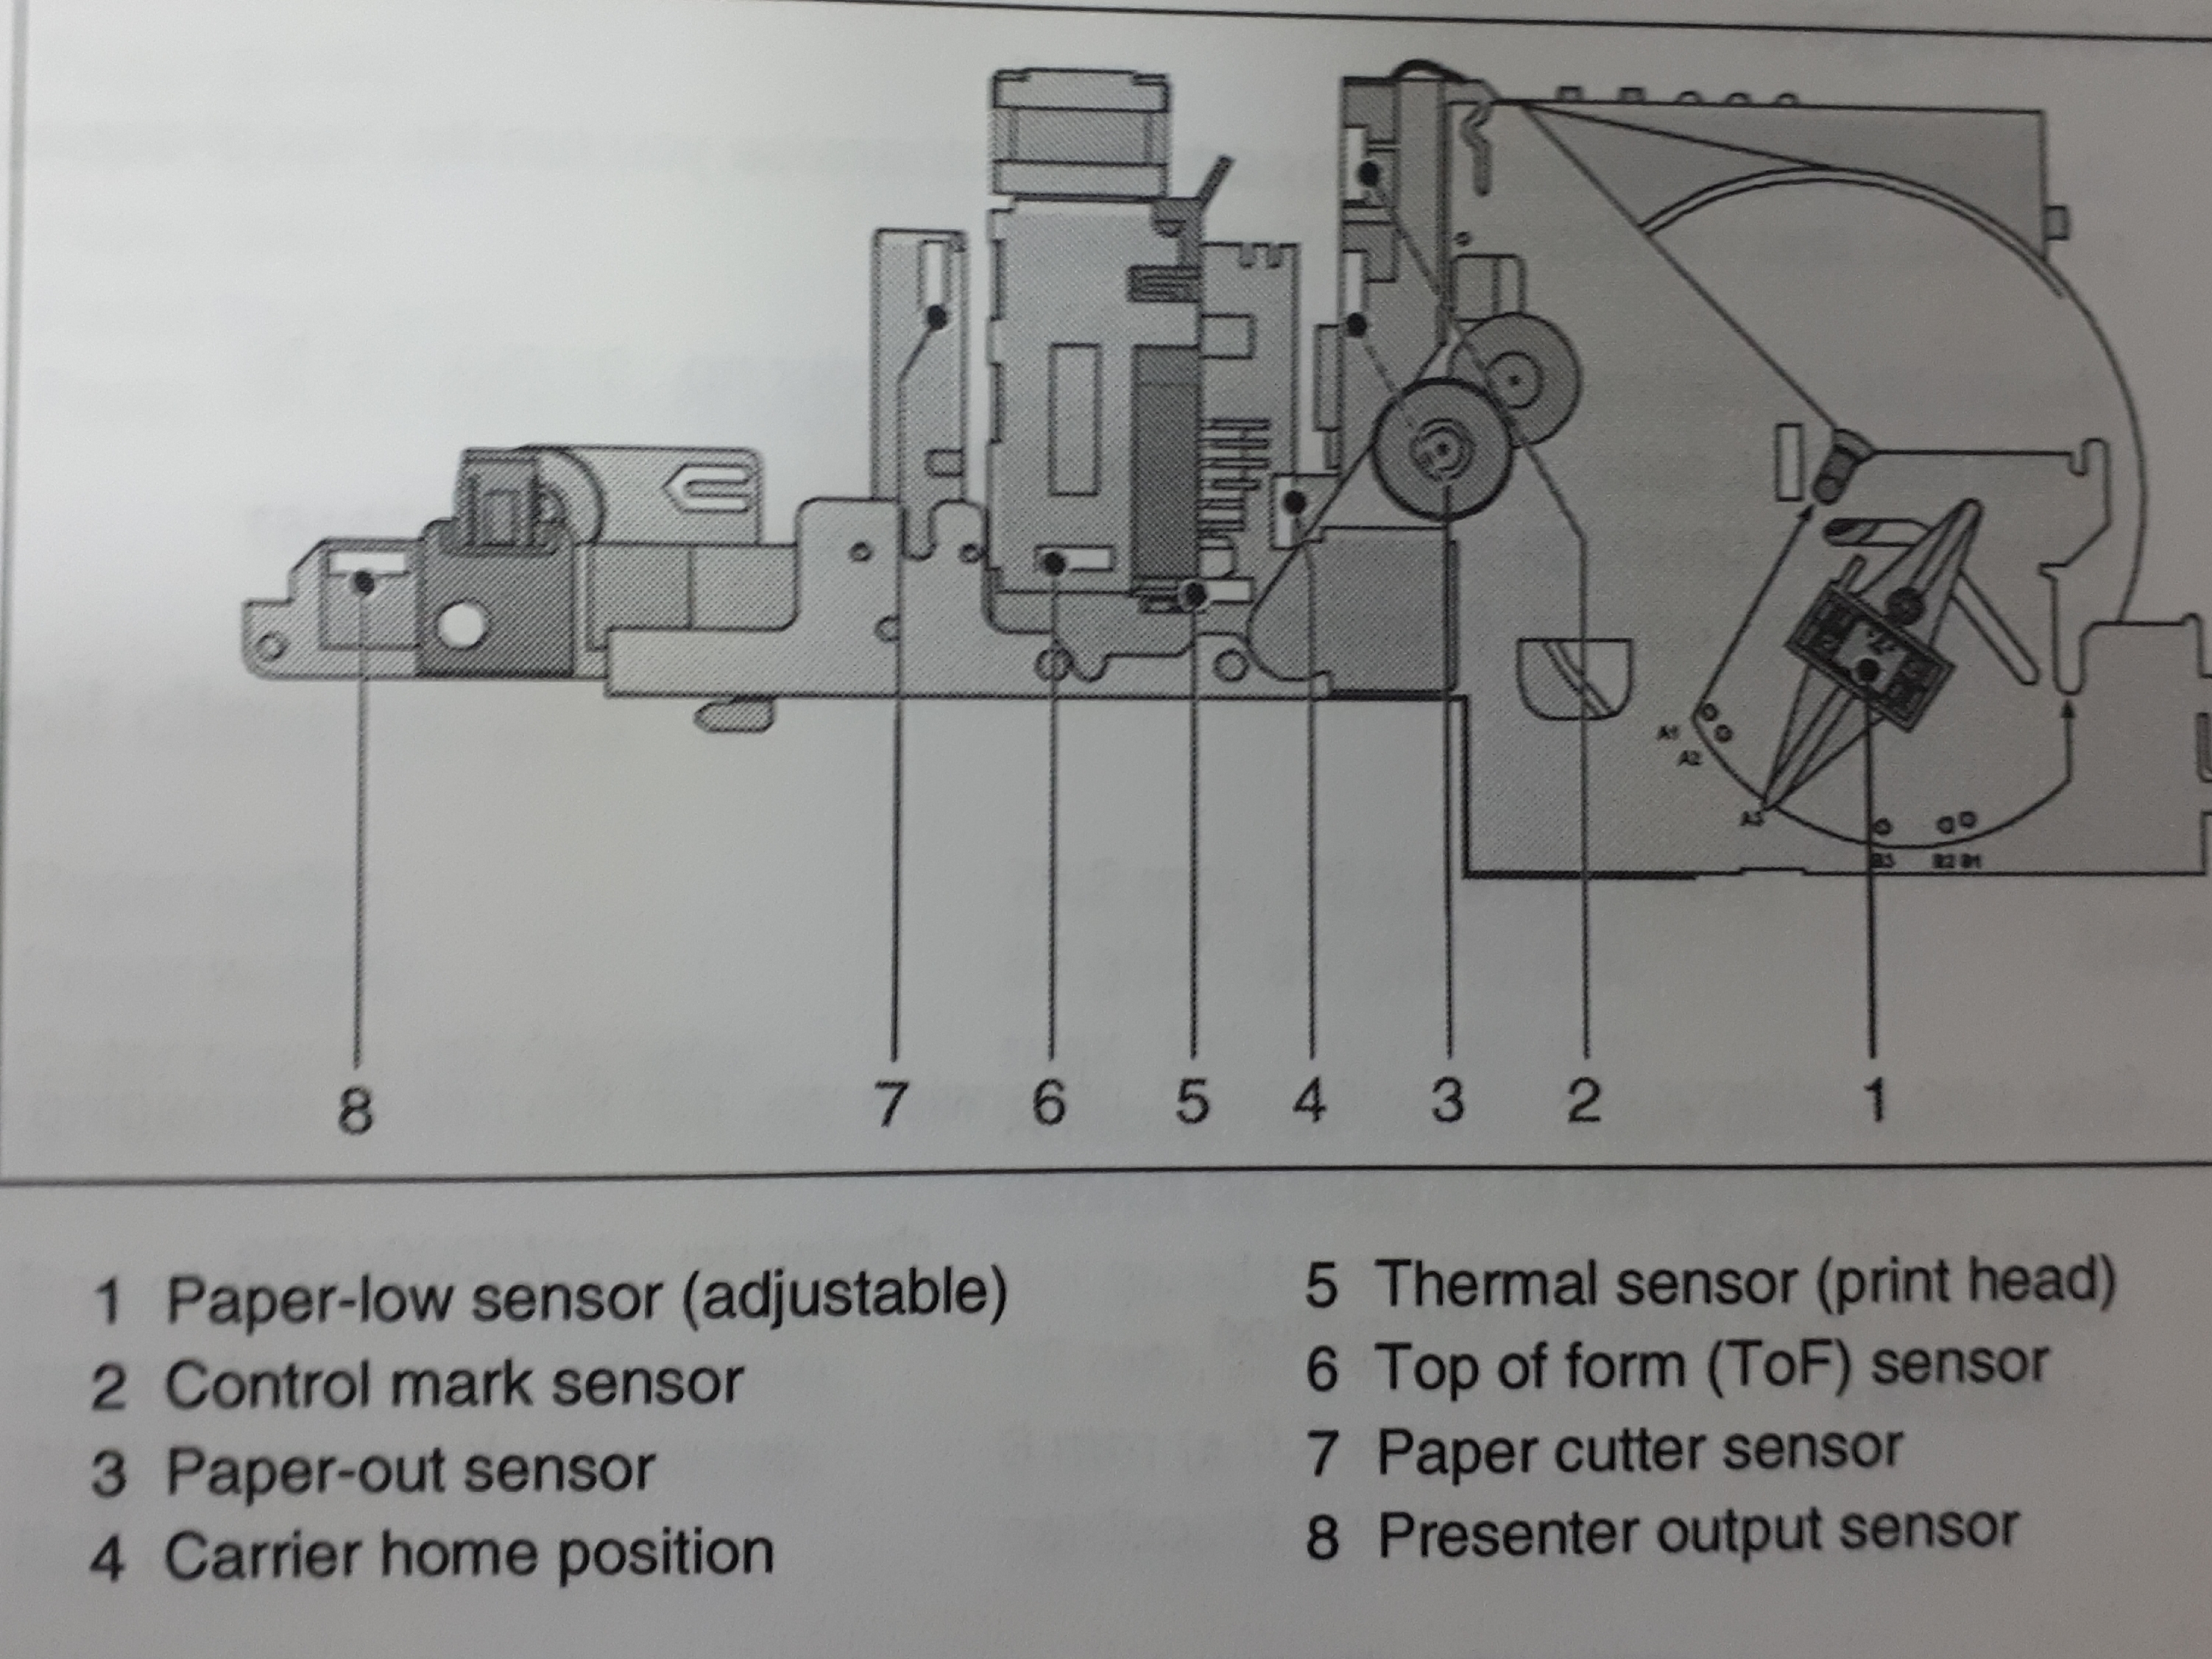 A1
A2
A3
B3 B2 B1
8 7 6 5 4 3 2 1
1 Paper-low sensor (adjustable)
2 Control mark sensor
3 Paper-out sensor
4 Carrier home position
5 Thermal sensor (print head)
6 Top of form (ToF) sensor
7 Paper cutter sensor
8 Presenter output sensor